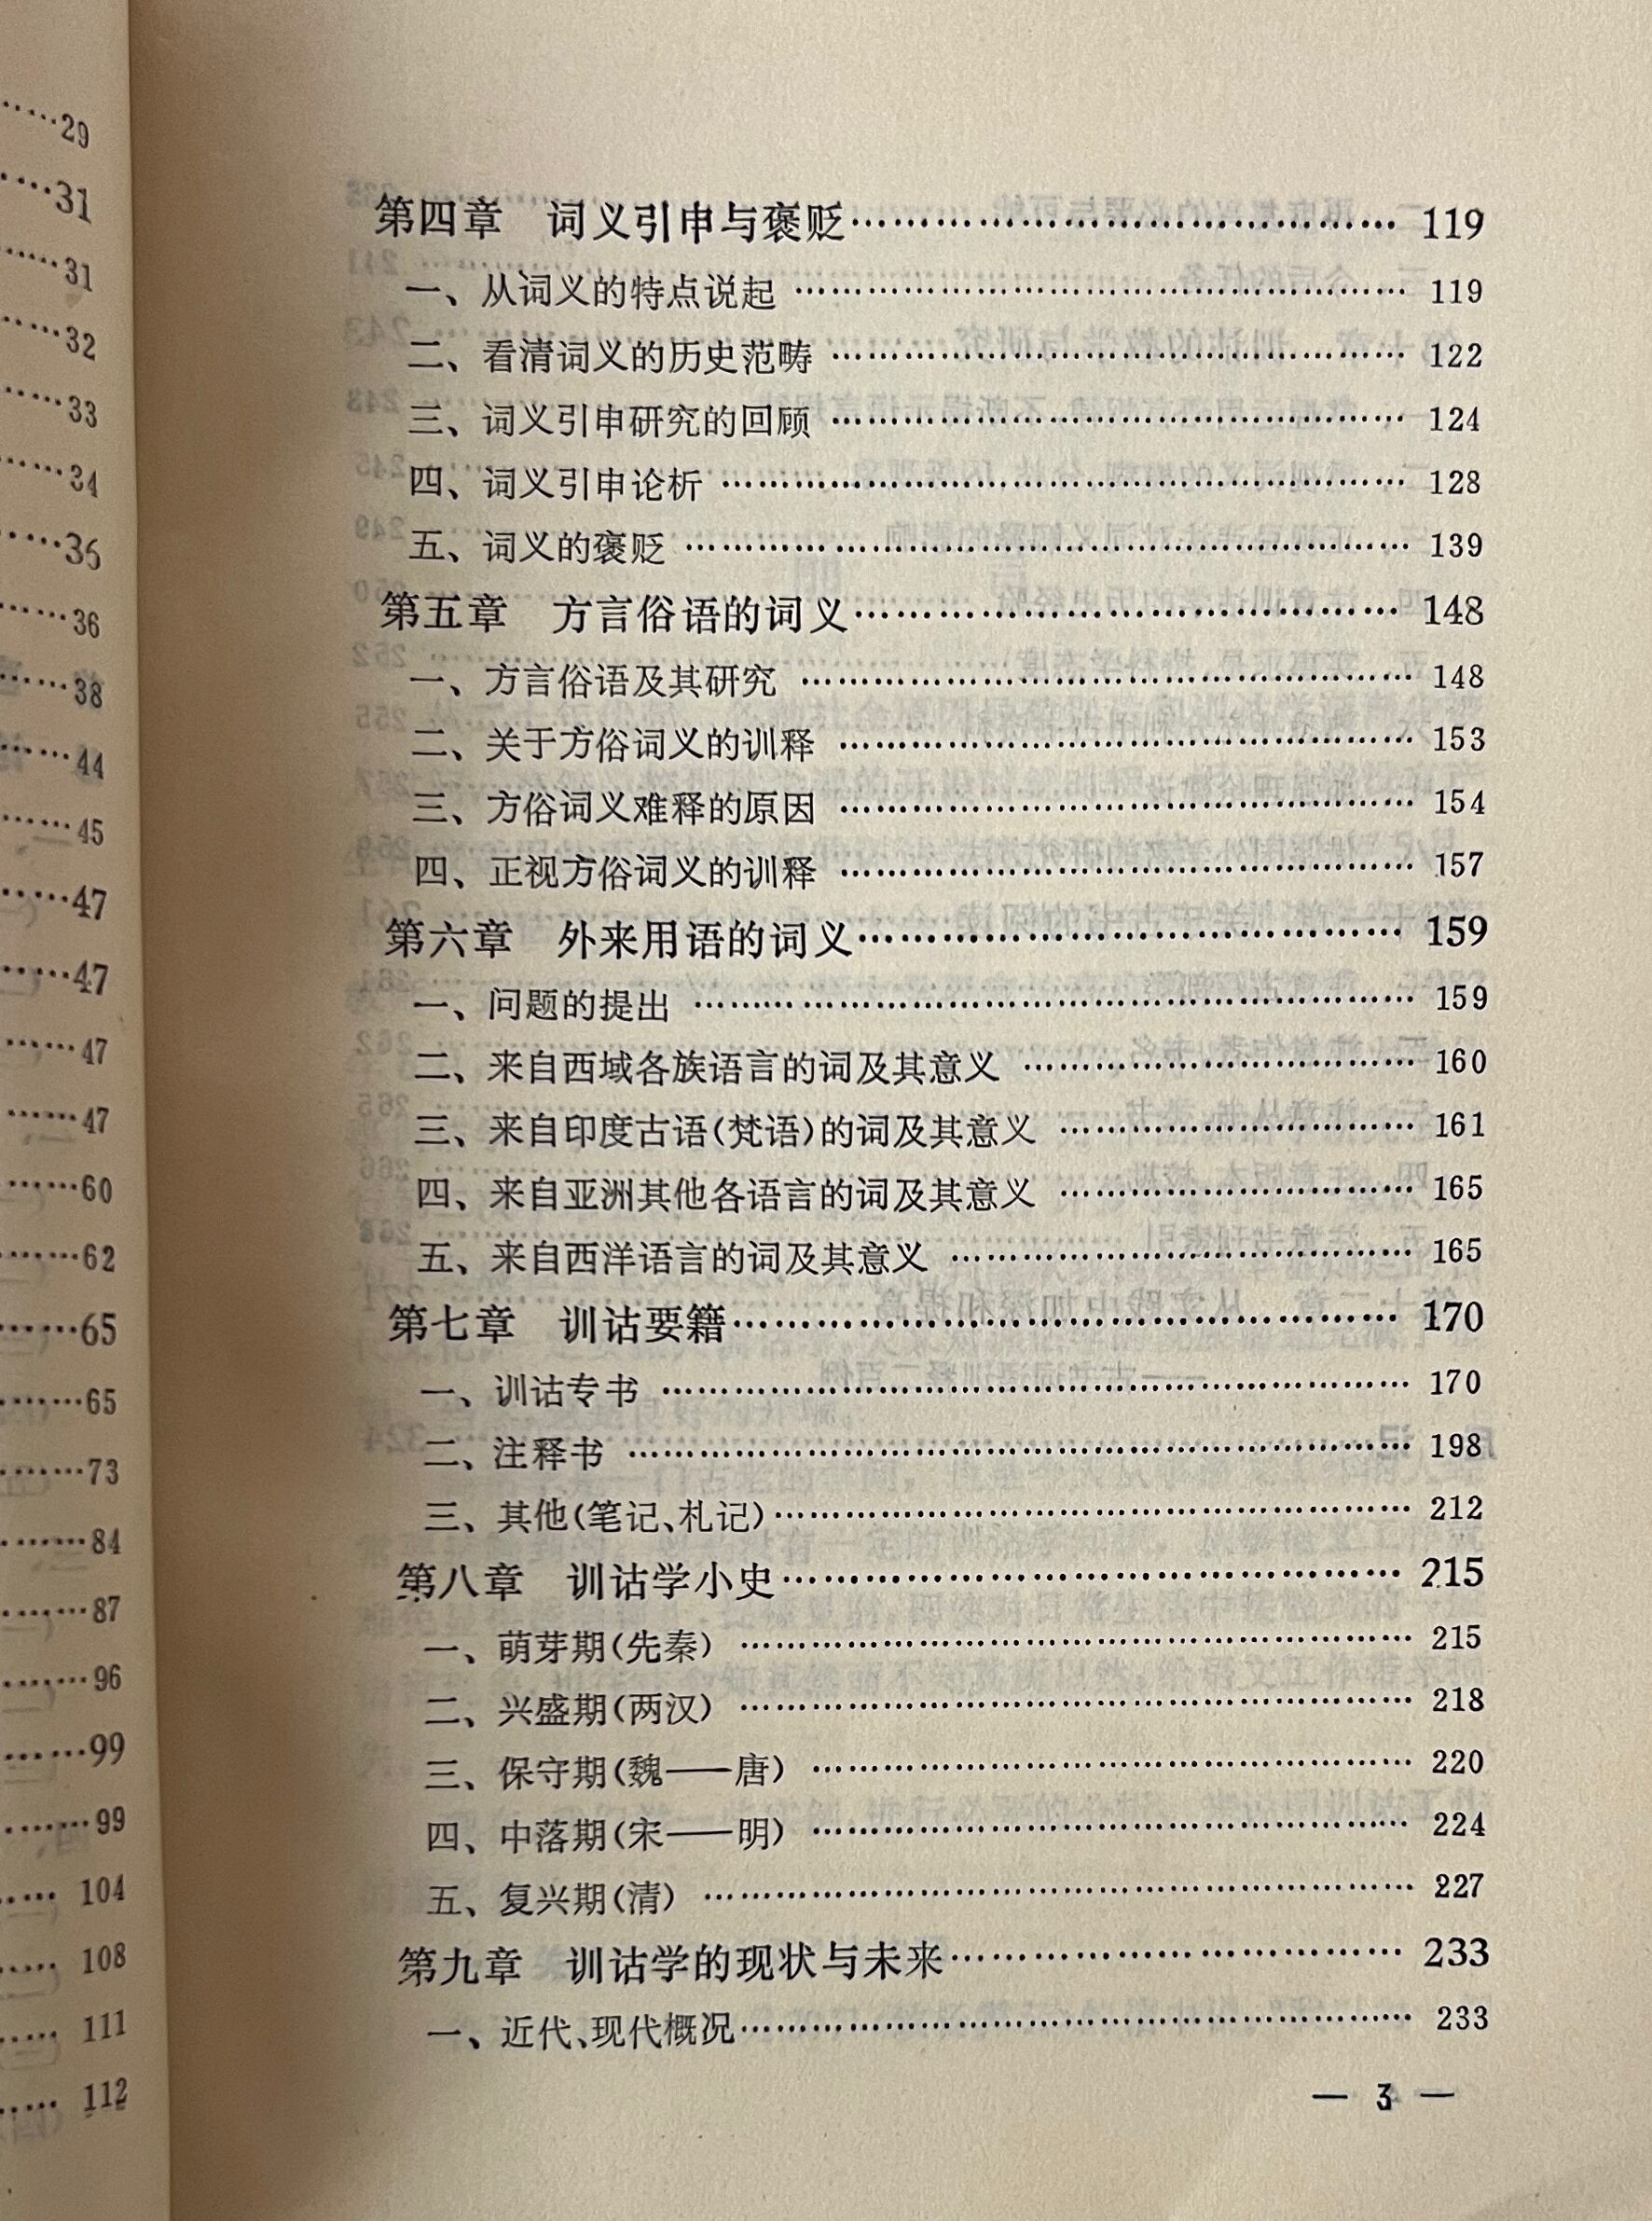 ……29
……31
……31
……32
……33
……34
……36
……36
……38
……44
……45
……47
……47
……47
……47
……60
……62
……65
……65
……73
……84
……87
……96
……99
……99
…… 104
…… 108
…… 111
…… 112
第四章 词义引申与褒贬…………………………………… 119
一、从词义的特点说起 …………………………………… 119
二、看清词义的历史范畴 ………………………………… 122
三、词义引申研究的回顾 ………………………………… 124
四、词义引申论析 ………………………………………… 128
五、词义的褒贬 …………………………………………… 139
第五章 方言俗语的词义…………………………………… 148
一、方言俗语及其研究 …………………………………… 148
二、关于方俗词义的训释 ………………………………… 153
三、方俗词义难释的原因 ………………………………… 154
四、正视方俗词义的训释 ………………………………… 157
第六章 外来用语的词义…………………………………… 159
一、问题的提出 …………………………………………… 159
二、来自西域各族语言的词及其意义 …………………… 160
三、来自印度古语(梵语)的词及其意义 ………………… 161
四、来自亚洲其他各语言的词及其意义 ………………… 165
五、来自西洋语言的词及其意义 ………………………… 165
第七章 训诂要籍…………………………………………… 170
一、训诂专书 ……………………………………………… 170
二、注释书 ………………………………………………… 198
三、其他(笔记、札记)……………………………………… 212
第八章 训诂学小史………………………………………… 215
一、萌芽期(先秦) ………………………………………… 215
二、兴盛期(两汉) ………………………………………… 218
三、保守期(魏——唐) …………………………………… 220
四、中落期(宋——明) …………………………………… 224
五、复兴期(清) …………………………………………… 227
第九章 训诂学的现状与未来……………………………… 233
一、近代、现代概况………………………………………… 233
— 3 —